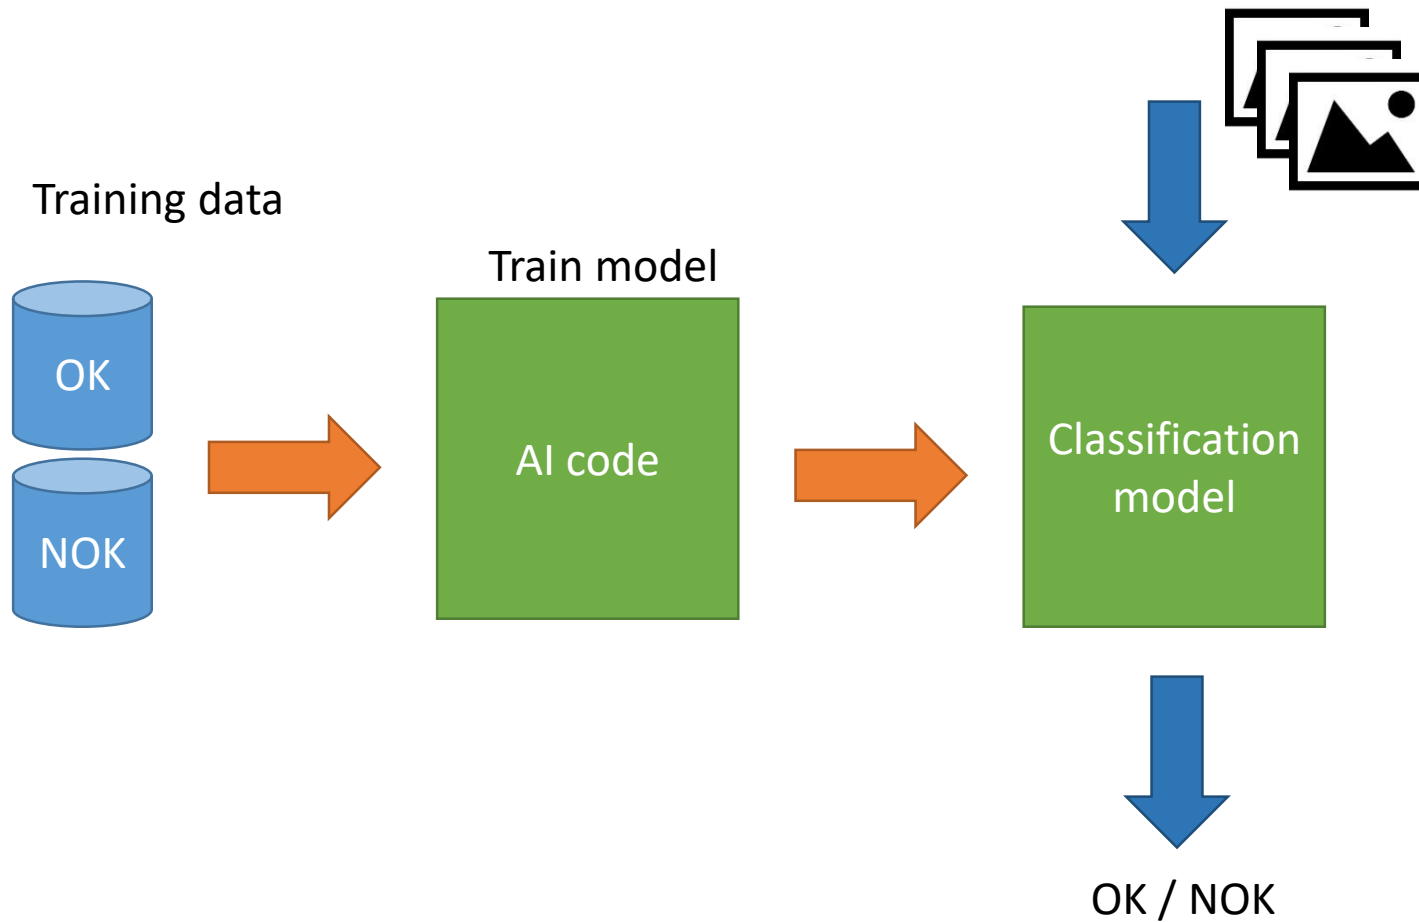 Training data
OK
NOK
Train model
AI code
Classification
model
OK / NOK